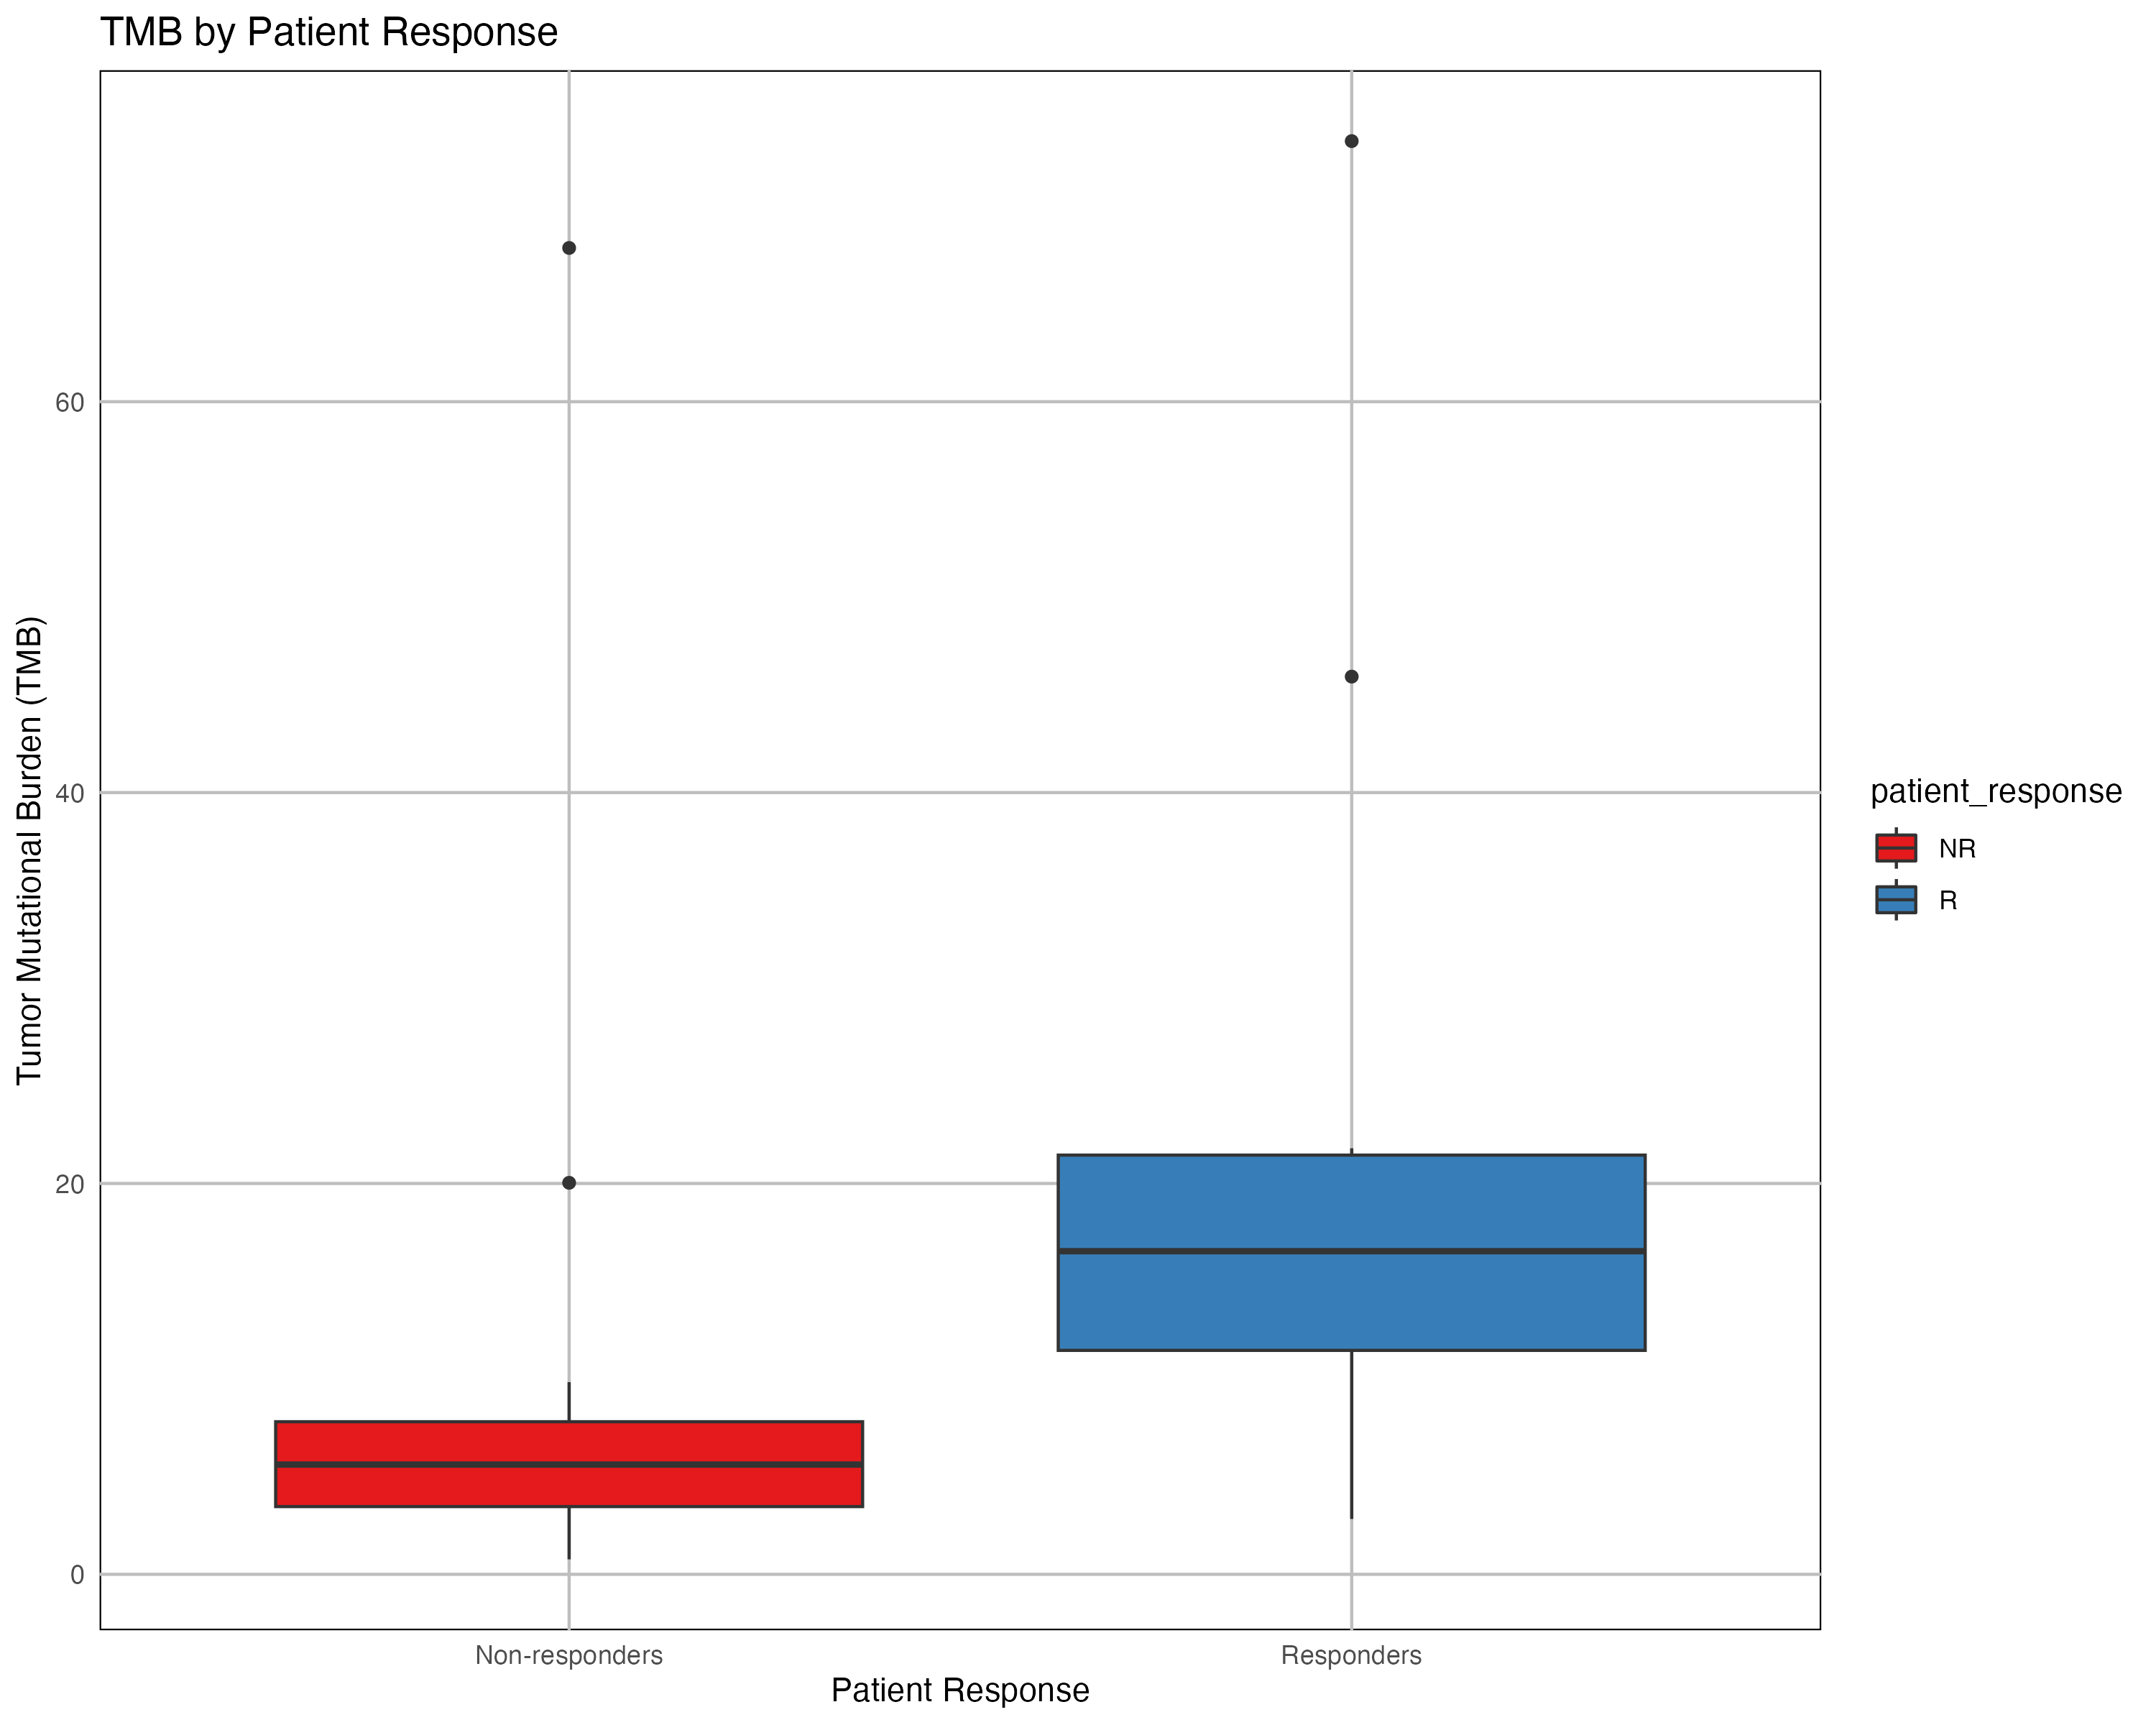 TMB by Patient Response
Tumor Mutational Burden (TMB)
60
40
20
0
Non-responders
Responders
Patient Response
patient_response
NR
R